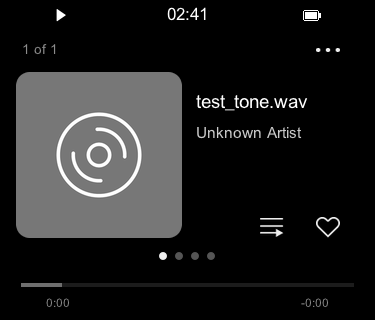 02:41
1 of 1
test_tone.wav
Unknown Artist
0:00
-0:00